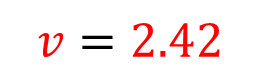 v = 2.42